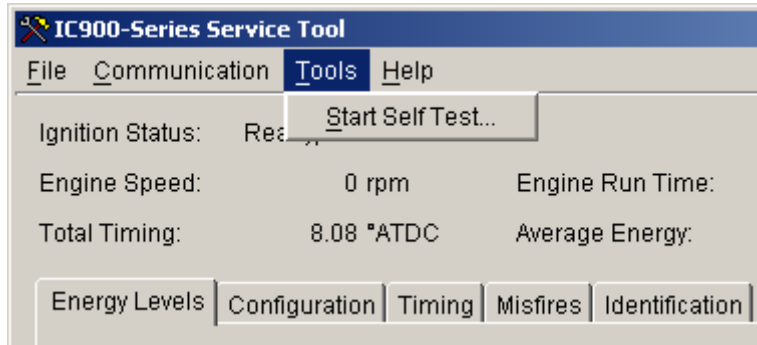 IC900-Series Service Tool
File Communication Tools Help
Start Self Test...
Ignition Status:
Engine Speed: 0 rpm Engine Run Time:
Total Timing: 8.08 °ATDC Average Energy:
Energy Levels Configuration Timing Misfires Identification